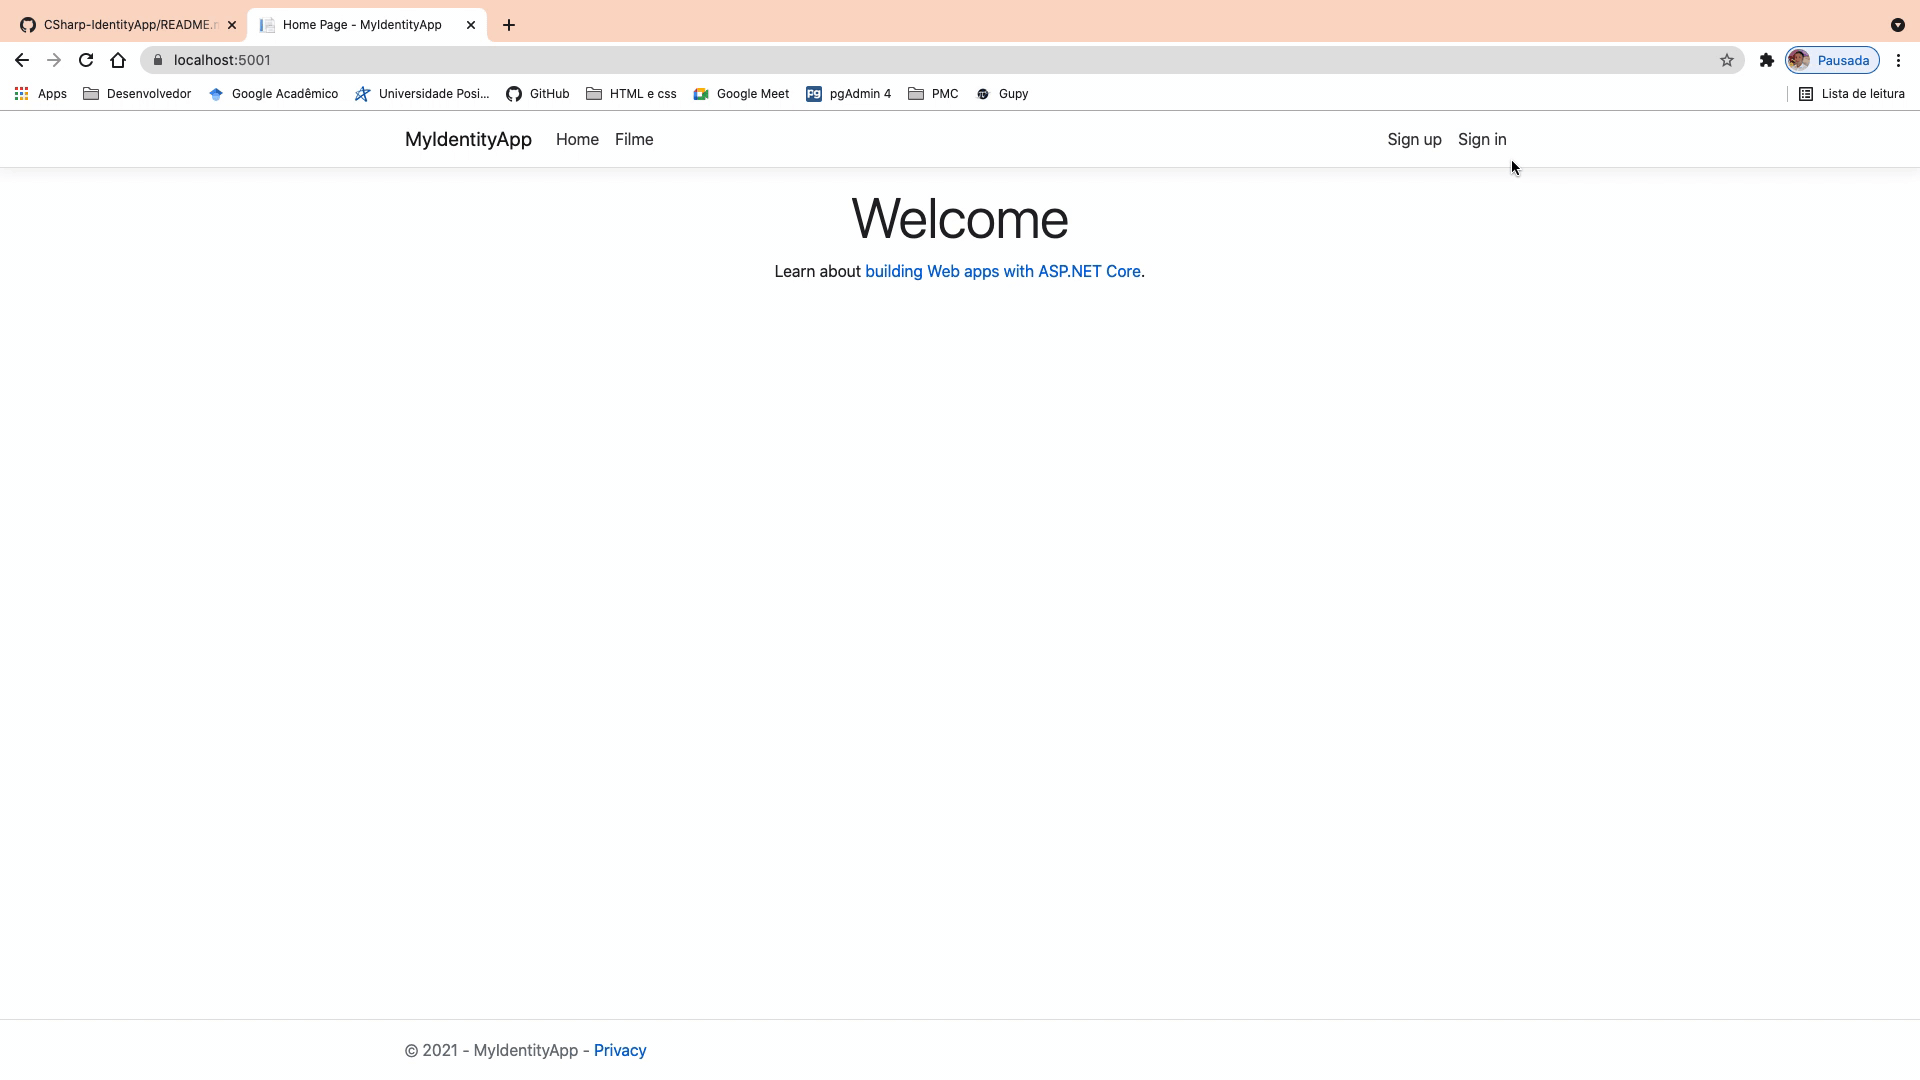 CSharp-IdentityApp/README. Home Page - MyIdentityApp
localhost:5001 Pausada
Apps Desenvolvedor Google Acadêmico Universidade Posi... GitHub HTML e css Google Meet pgAdmin 4 PMC Gupy Lista de leitura
MyIdentityApp Home Filme Sign up Sign in
Welcome
Learn about building Web apps with ASP.NET Core.
© 2021 - MyIdentityApp - Privacy